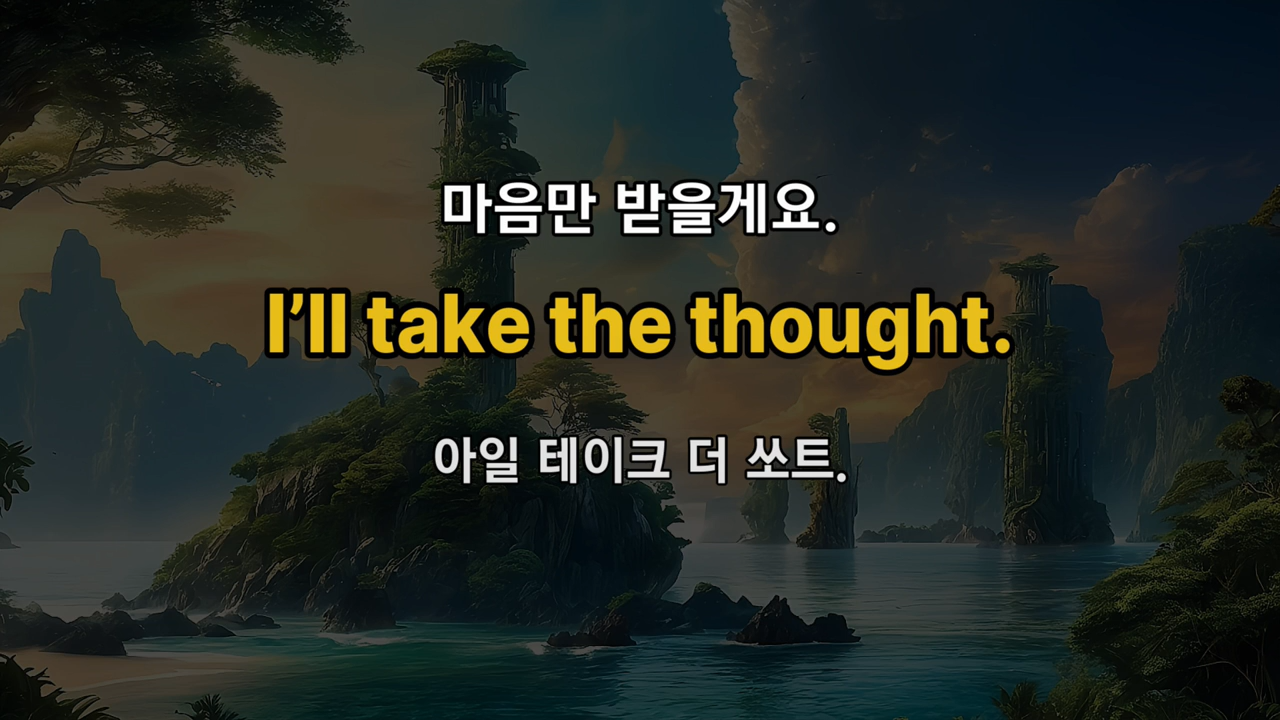 마음만 받을게요.
I’ll take the thought.
아일 테이크 더 쏘트.